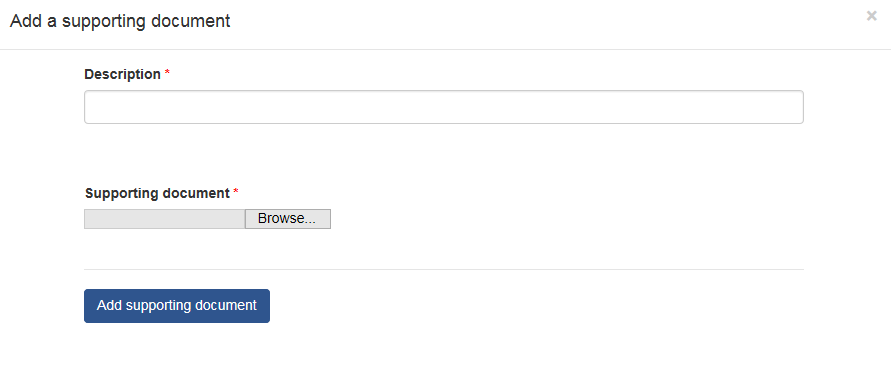 Add a supporting document
×
Description *
Supporting document *
Browse...
Add supporting document